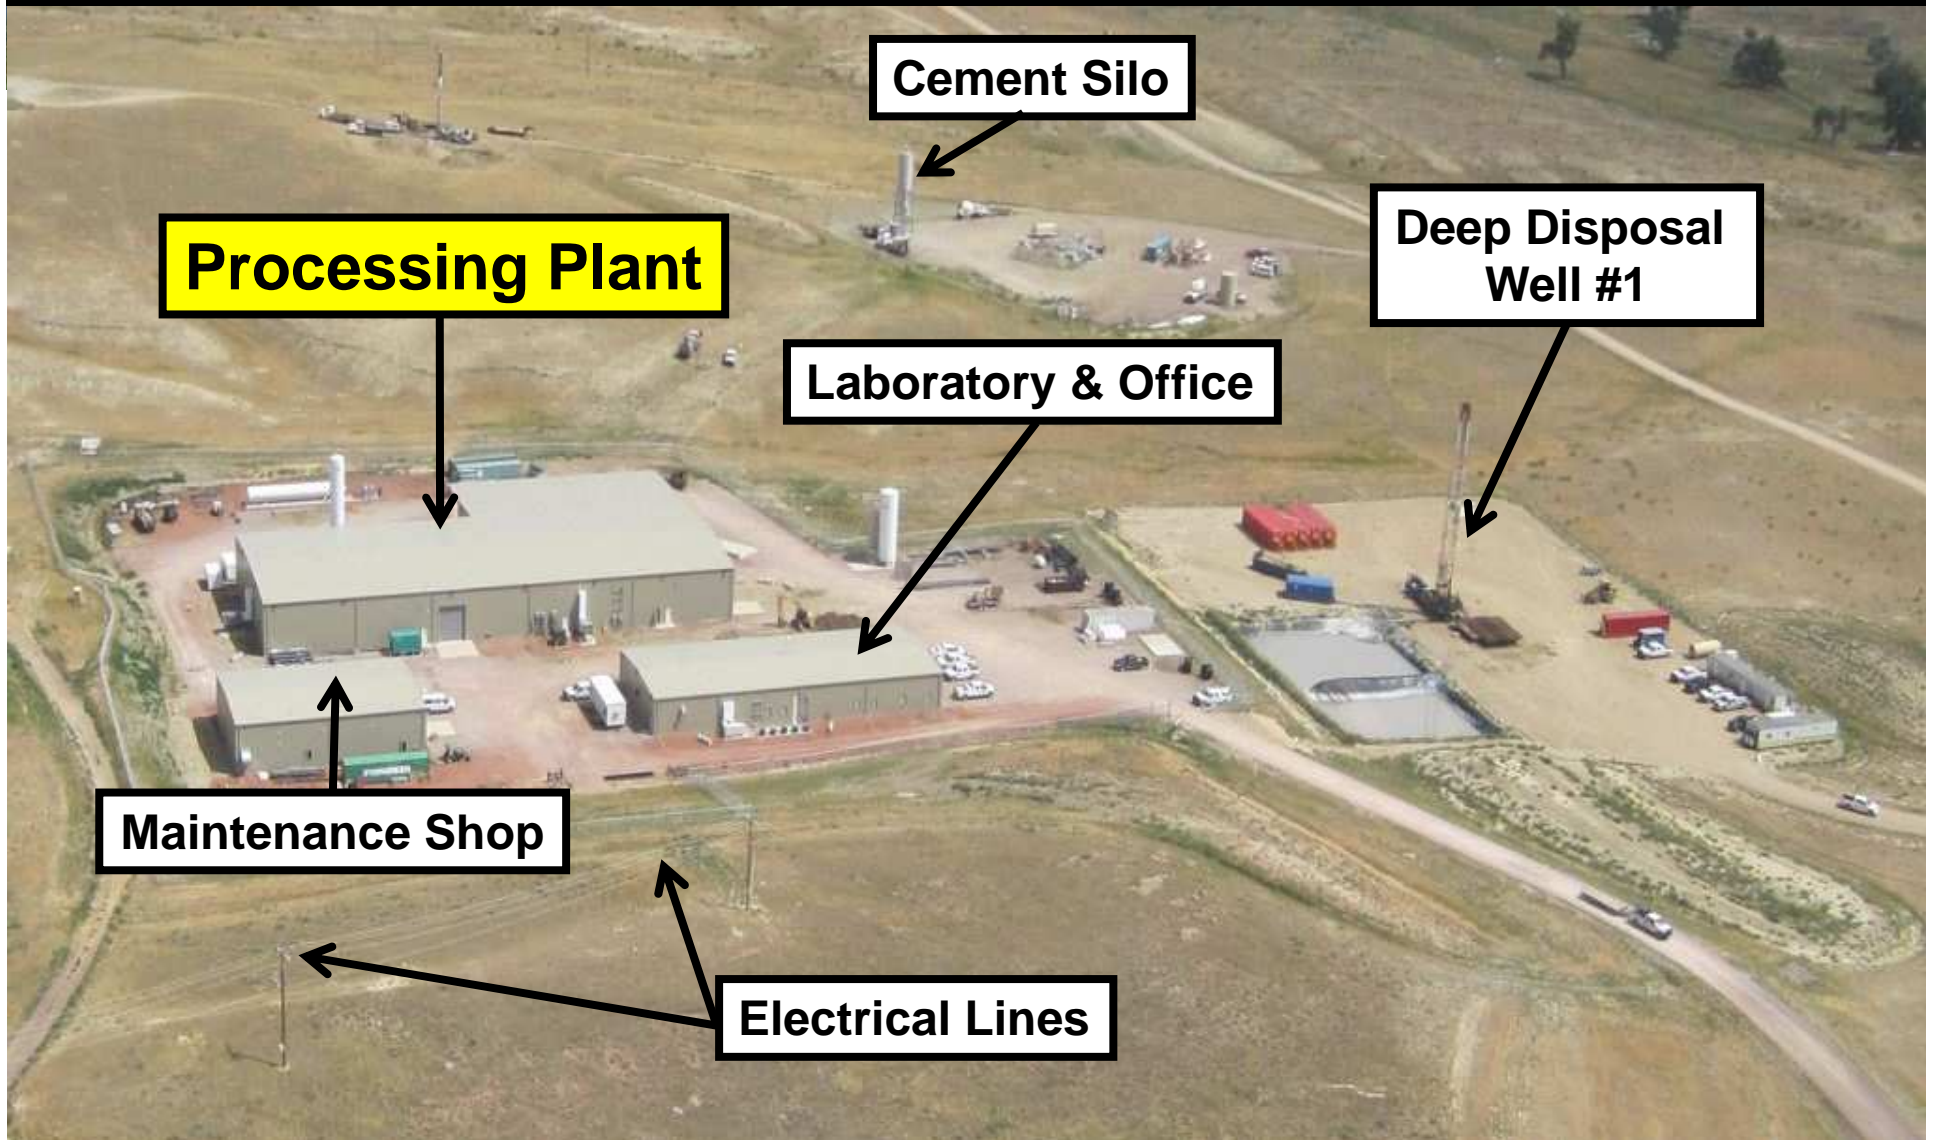 Cement Silo
Processing Plant
Deep Disposal
Well #1
Laboratory & Office
Maintenance Shop
Electrical Lines